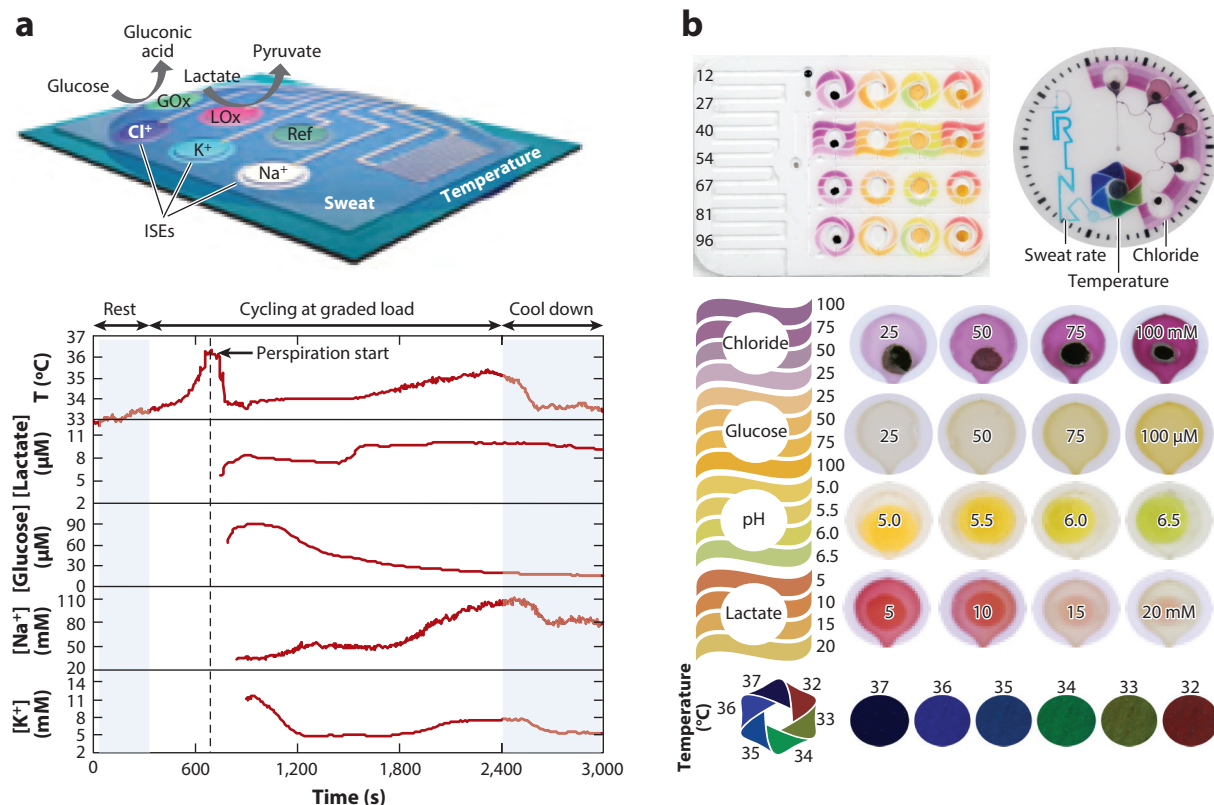 a
Gluconic
acid
Pyruvate
Glucose
Lactate
GOx
LOx
Cl⁺
K⁺
Ref
Na⁺
Sweat
Temperature
ISEs
Rest
Cycling at graded load
Cool down
Perspiration start
T (°C)
37
36
35
34
33
[Lactate]
(µM)
11
8
5
2
[Glucose]
(µM)
90
60
30
0
[Na⁺]
(mM)
110
80
50
20
[K⁺]
(mM)
14
11
8
5
2
0
600
1,200
1,800
2,400
3,000
Time (s)
b
12
27
40
54
67
81
96
DRINK
Sweat rate
Chloride
Temperature
Chloride
100
75
50
25
25
50
75
100 mM
Glucose
25
50
75
100
25
50
75
100 µM
pH
5.0
5.5
6.0
6.5
5.0
5.5
6.0
6.5
Lactate
5
10
15
20
5
10
15
20 mM
Temperature
(°C)
37
32
36
33
35
34
37
36
35
34
33
32